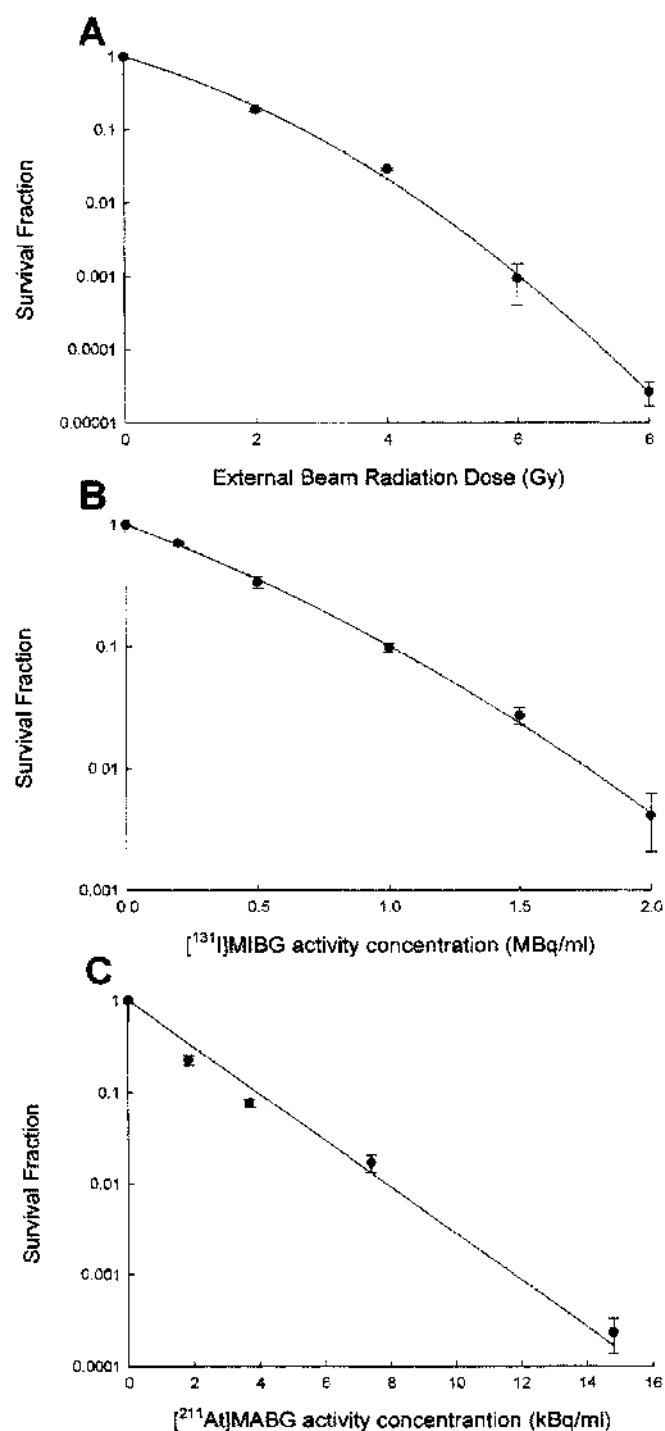 A
1
0.1
0.01
0.001
0.0001
0.00001
Survival Fraction
0 2 4 6 8
External Beam Radiation Dose (Gy)
B
1
0.1
0.01
0.001
Survival Fraction
0.0 0.5 1.0 1.5 2.0
[¹³¹I]MIBG activity concentration (MBq/ml)
C
1
0.1
0.01
0.001
0.0001
Survival Fraction
0 2 4 6 8 10 12 14 16
[²¹¹At]MABG activity concentrantion (kBq/ml)